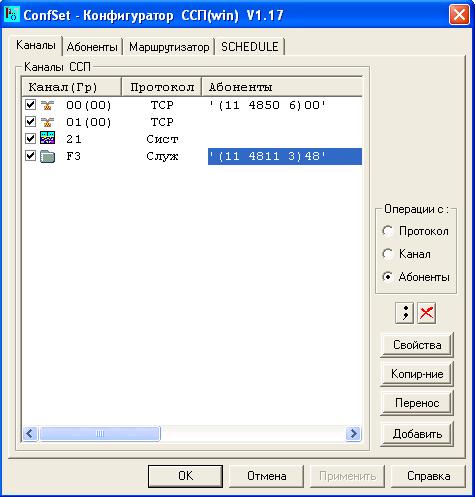 ConfSet - Конфигуратор ССП(win) V1.17
Каналы Абоненты Маршрутизатор SCHEDULE
Каналы ССП
Канал(Гр) Протокол Абоненты
00(00) TCP '(11 4850 6)00'
01(00) TCP
21 Сист
F3 Служ '(11 4811 3)48'
Операции с :
Протокол
Канал
Абоненты
;
Свойства
Копир-ние
Перенос
Добавить
OK Отмена Применить Справка